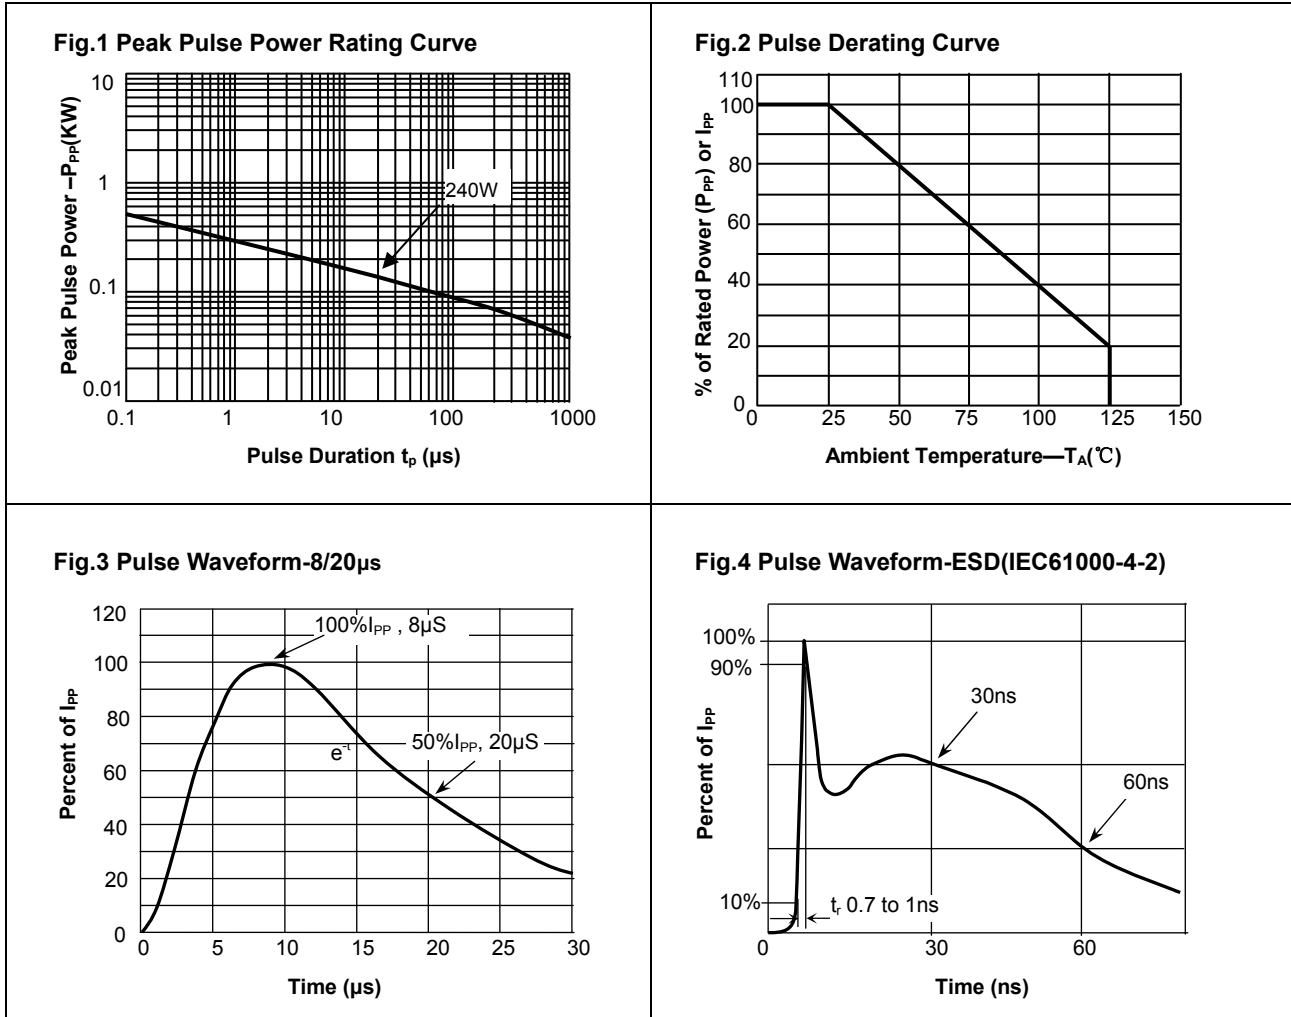 Fig.1 Peak Pulse Power Rating Curve
Peak Pulse Power –PPP(KW)
10
1
0.1
0.01
240W
0.1 1 10 100 1000
Pulse Duration tp (µs)
Fig.2 Pulse Derating Curve
% of Rated Power (PPP) or IPP
110
100
80
60
40
20
0
0 25 50 75 100 125 150
Ambient Temperature—TA(℃)
Fig.3 Pulse Waveform-8/20µs
Percent of IPP
120
100
80
60
40
20
0
100%IPP , 8µS
e-t
50%IPP, 20µS
0 5 10 15 20 25 30
Time (µs)
Fig.4 Pulse Waveform-ESD(IEC61000-4-2)
Percent of IPP
100%
90%
10%
30ns
60ns
tr 0.7 to 1ns
0 30 60
Time (ns)